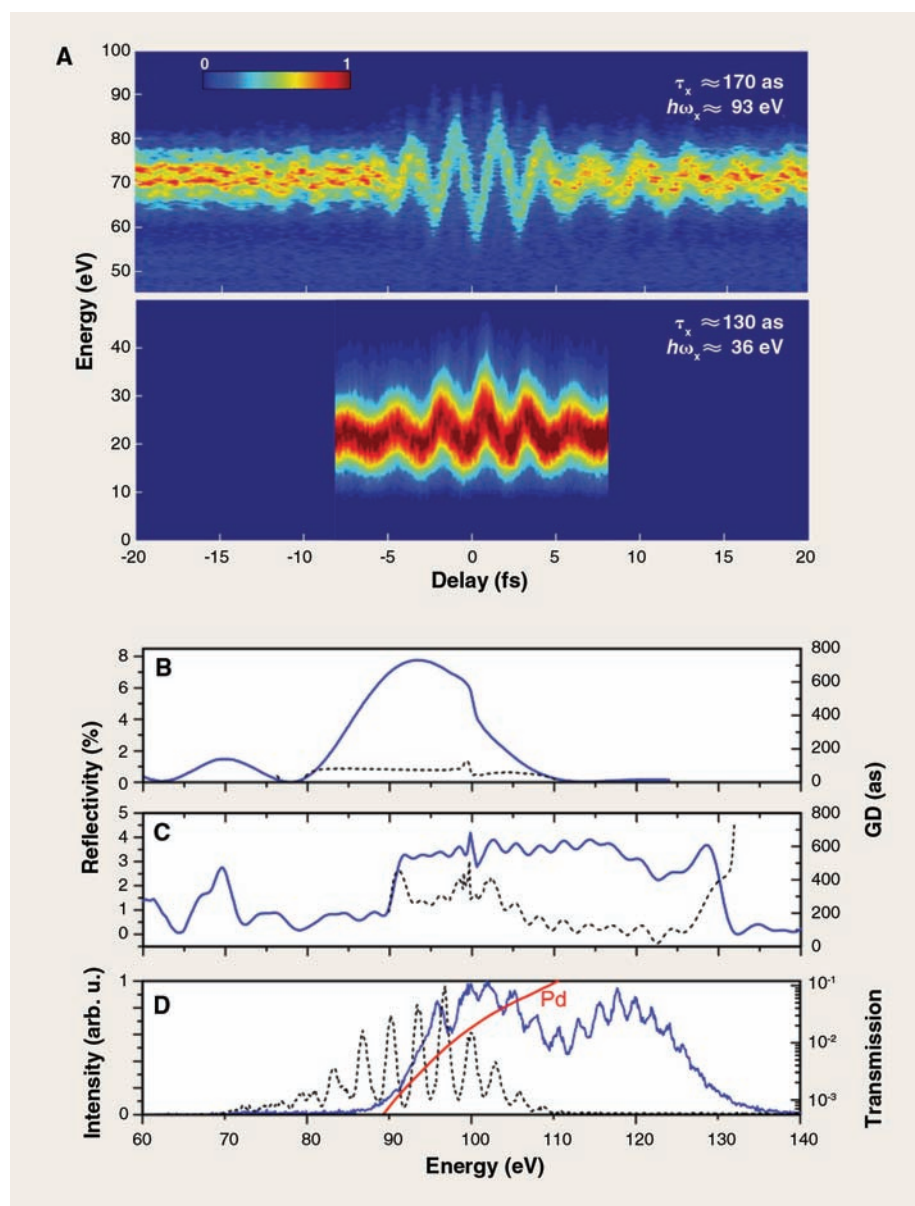 A
0 1
τx ≈ 170 as
hωx ≈ 93 eV
100
90
80
70
60
50
τx ≈ 130 as
hωx ≈ 36 eV
40
30
20
10
0
Energy (eV)
-20 -15 -10 -5 0 5 10 15 20
Delay (fs)
B
8
6
4
2
0
800
600
400
200
0
Reflectivity (%)
GD (as)
C
5
4
3
2
1
0
800
600
400
200
0
D
Pd
1
0
10⁻¹
10⁻²
10⁻³
Intensity (arb. u.)
Transmission
60 70 80 90 100 110 120 130 140
Energy (eV)